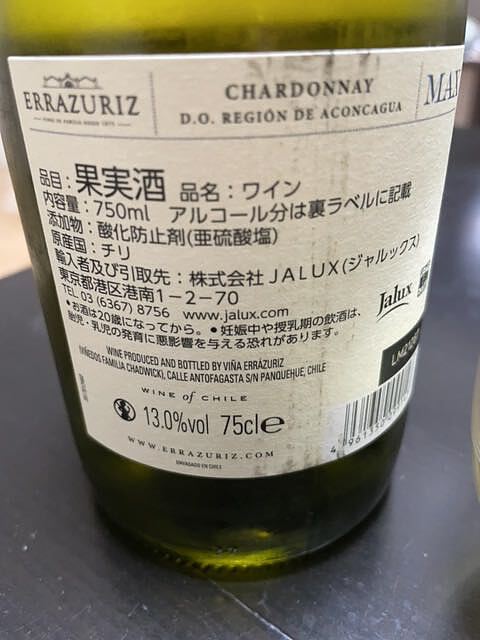 ERRAZURIZ
CHARDONNAY
D.O. REGIÓN DE ACONCAGUA
MAX
品目:果実酒 品名:ワイン
内容量:750ml アルコール分は裏ラベルに記載
添加物:酸化防止剤(亜硫酸塩)
原産国:チリ
輸入者及び引取先:株式会社JALUX(ジャルックス)
東京都港区港南1-2-70
TEL 03 (6367) 8756 www.jalux.com
•お酒は20歳になってから。•妊娠中や授乳期の飲酒は、
胎児・乳児の発育に悪影響を与える恐れがあります。
Jalux
WINE PRODUCED AND BOTTLED BY VIÑA ERRÁZURIZ
(VIÑEDOS FAMILIA CHADWICK), CALLE ANTOFAGASTA S/N PANQUEHUE, CHILE
WINE of CHILE
13.0%vol 75cl℮
WWW.ERRAZURIZ.COM
ENVASADO EN CHILE